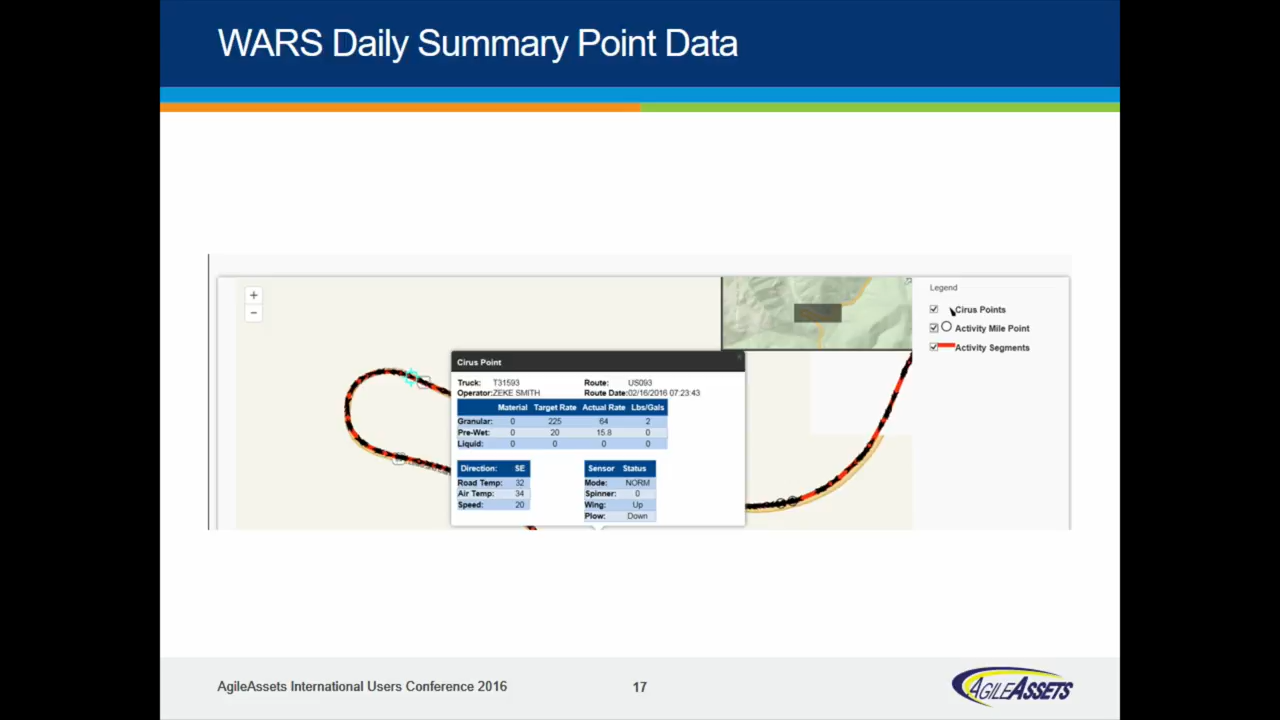 WARS Daily Summary Point Data
+
−
Legend
Cirus Points
Activity Mile Point
Activity Segments
Cirus Point
Truck: T31593 Route: US093
Operator:ZEKE SMITH Route Date:02/16/2016 07:23:43
Material Target Rate Actual Rate Lbs/Gals
Granular: 0 225 64 2
Pre-Wet: 0 20 15.8 0
Liquid: 0 0 0 0
Direction: SE Sensor Status
Road Temp: 32 Mode: NORM
Air Temp: 34 Spinner: 0
Speed: 20 Wing: Up
Plow: Down
AgileAssets International Users Conference 2016
17
AGILEASSETS